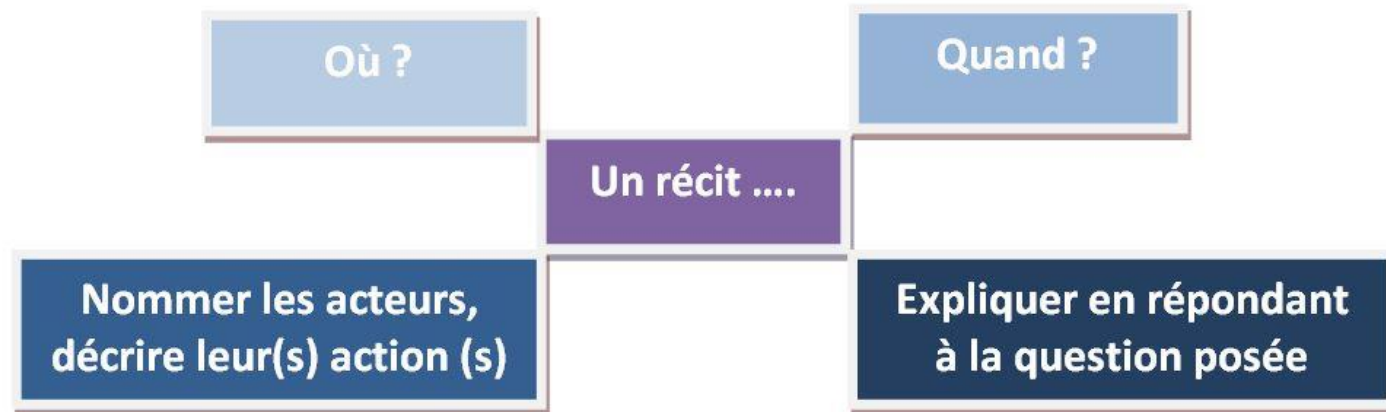 Où ?
Quand ?
Un récit ....
Nommer les acteurs,
décrire leur(s) action (s)
Expliquer en répondant
à la question posée